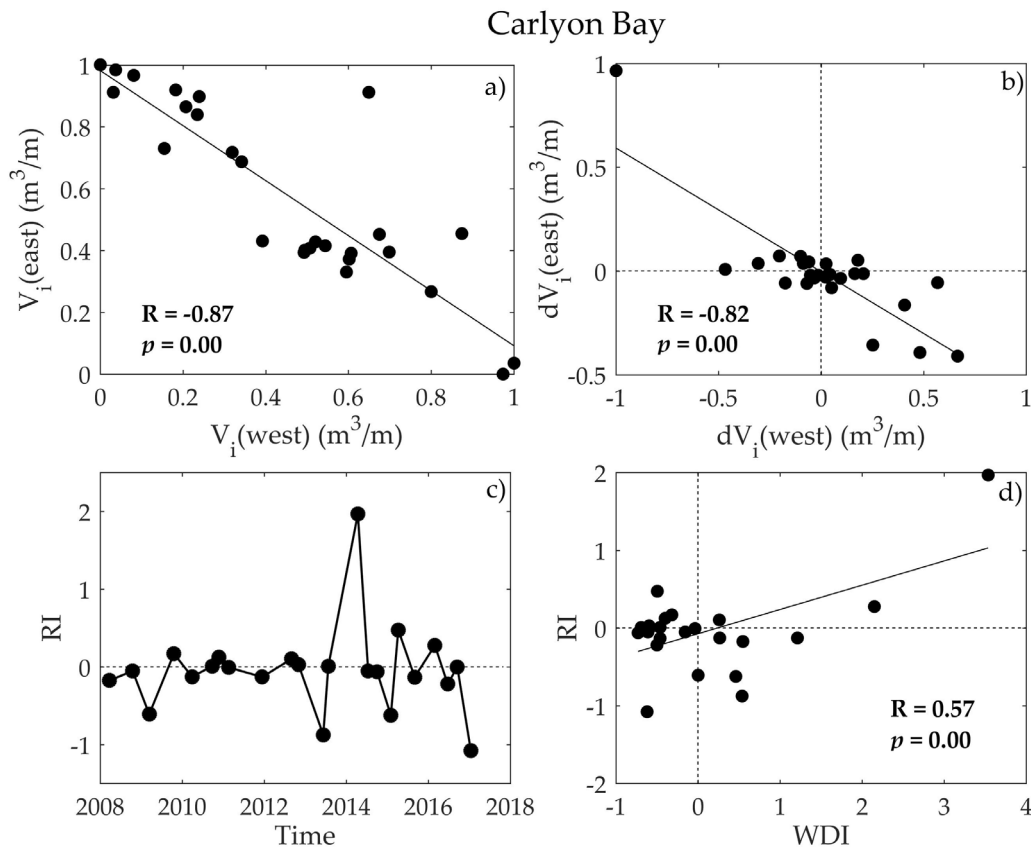 Carlyon Bay
a)
V_i(east) (m³/m)
1
0.8
0.6
0.4
0.2
0
R = -0.87
p = 0.00
0 0.2 0.4 0.6 0.8 1
V_i(west) (m³/m)
b)
dV_i(east) (m³/m)
1
0.5
0
-0.5
R = -0.82
p = 0.00
-1 -0.5 0 0.5 1
dV_i(west) (m³/m)
c)
RI
2
1
0
-1
2008 2010 2012 2014 2016 2018
Time
d)
RI
2
1
0
-1
-2
R = 0.57
p = 0.00
-1 0 1 2 3 4
WDI